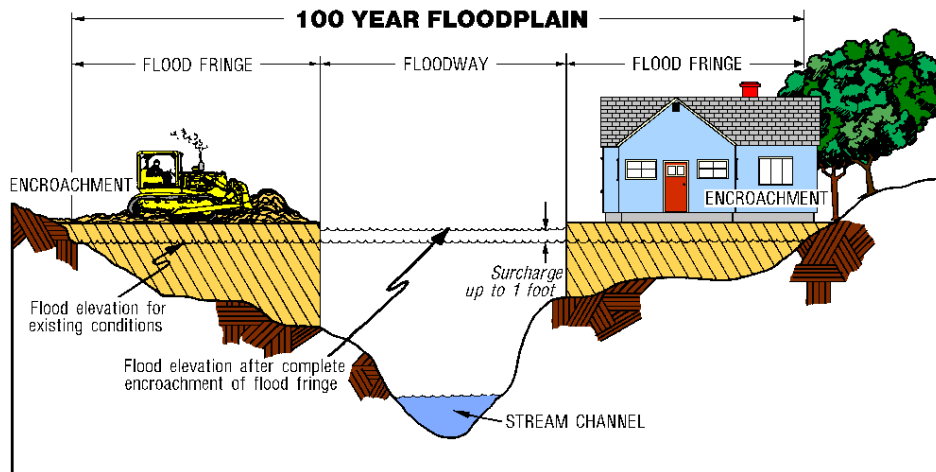 100 YEAR FLOODPLAIN
FLOOD FRINGE
FLOODWAY
FLOOD FRINGE
ENCROACHMENT
ENCROACHMENT
Surcharge
up to 1 foot
Flood elevation for
existing conditions
Flood elevation after complete
encroachment of flood fringe
STREAM CHANNEL